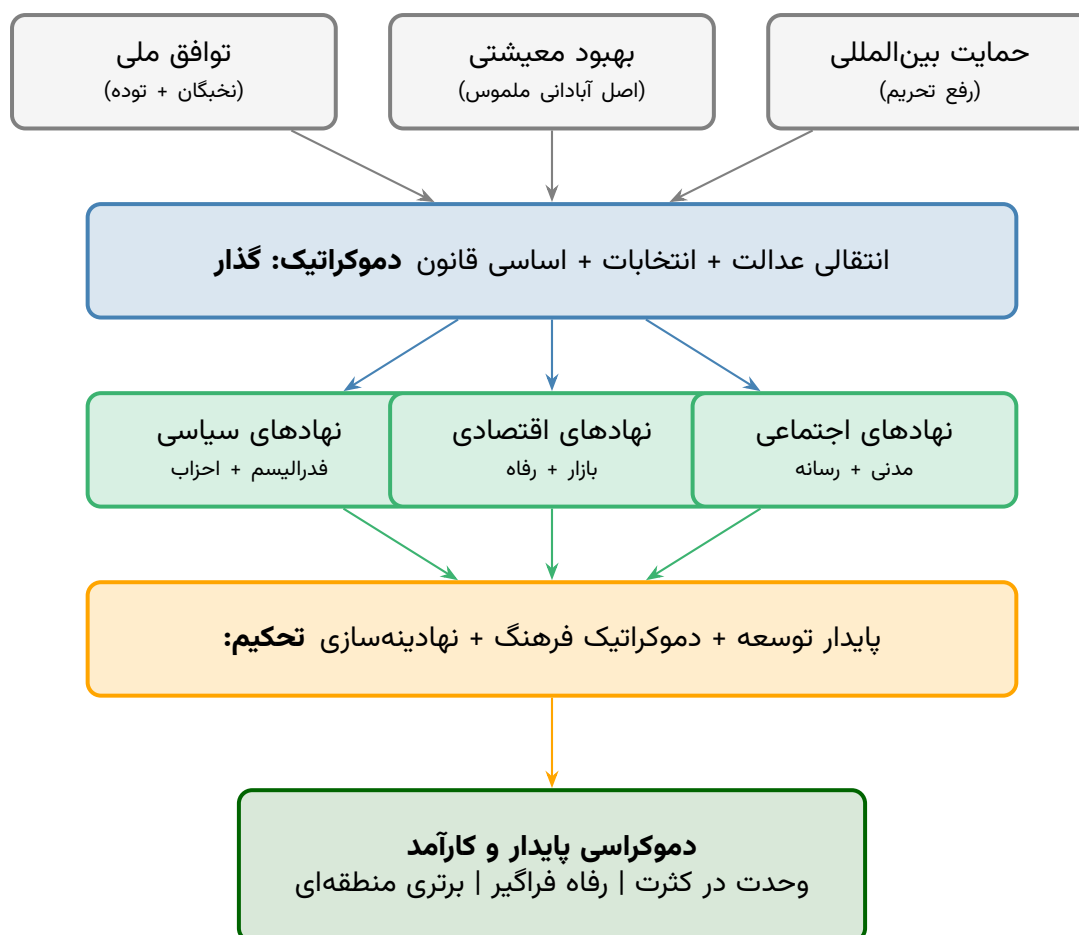 حمایت بین‌المللی
(رفع تحریم)
بهبود معیشتی
(اصل آبادانی ملموس)
توافق ملی
(نخبگان + توده)
انتقالی عدالت + انتخابات + اساسی قانون دموکراتیک: گذار
نهادهای اجتماعی
مدنی + رسانه
نهادهای اقتصادی
بازار + رفاه
نهادهای سیاسی
فدرالیسم + احزاب
پایدار توسعه + دموکراتیک فرهنگ + نهادینه‌سازی تحکیم:
دموکراسی پایدار و کارآمد
وحدت در کثرت | رفاه فراگیر | برتری منطقه‌ای